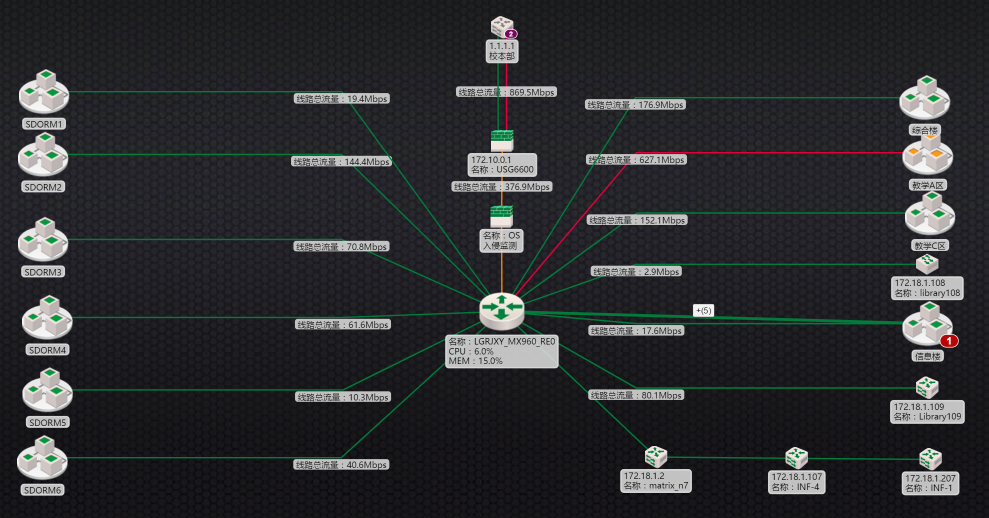 2
1.1.1.1
校本部
线路总流量：869.5Mbps
SDORM1
线路总流量：19.4Mbps
线路总流量：176.9Mbps
综合楼
172.10.0.1
名称：USG6600
SDORM2
线路总流量：144.4Mbps
线路总流量：627.1Mbps
教学A区
线路总流量：376.9Mbps
名称：OS
入侵监测
SDORM3
线路总流量：70.8Mbps
线路总流量：152.1Mbps
教学C区
线路总流量：2.9Mbps
172.18.1.108
名称：library108
SDORM4
线路总流量：61.6Mbps
+(5)
线路总流量：17.6Mbps
1
信息楼
名称：LGRJXY_MX960_RE0
CPU：6.0%
MEM：15.0%
SDORM5
线路总流量：10.3Mbps
线路总流量：80.1Mbps
172.18.1.109
名称：Library109
SDORM6
线路总流量：40.6Mbps
172.18.1.2
名称：matrix_n7
172.18.1.107
名称：INF-4
172.18.1.207
名称：INF-1